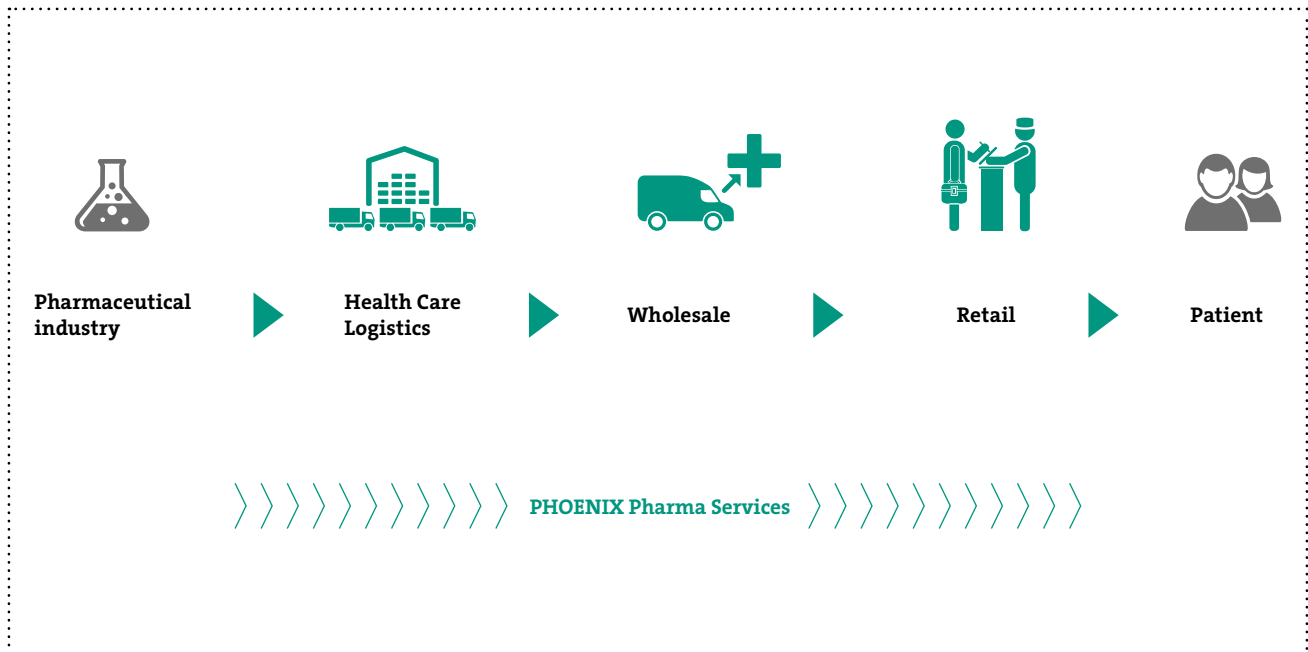 Pharmaceutical
industry
Health Care
Logistics
Wholesale
Retail
Patient
PHOENIX Pharma Services